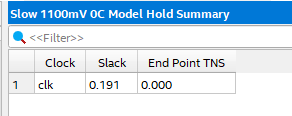 Slow 1100mV 0C Model Hold Summary
<<Filter>>
Clock Slack End Point TNS
1 clk 0.191 0.000